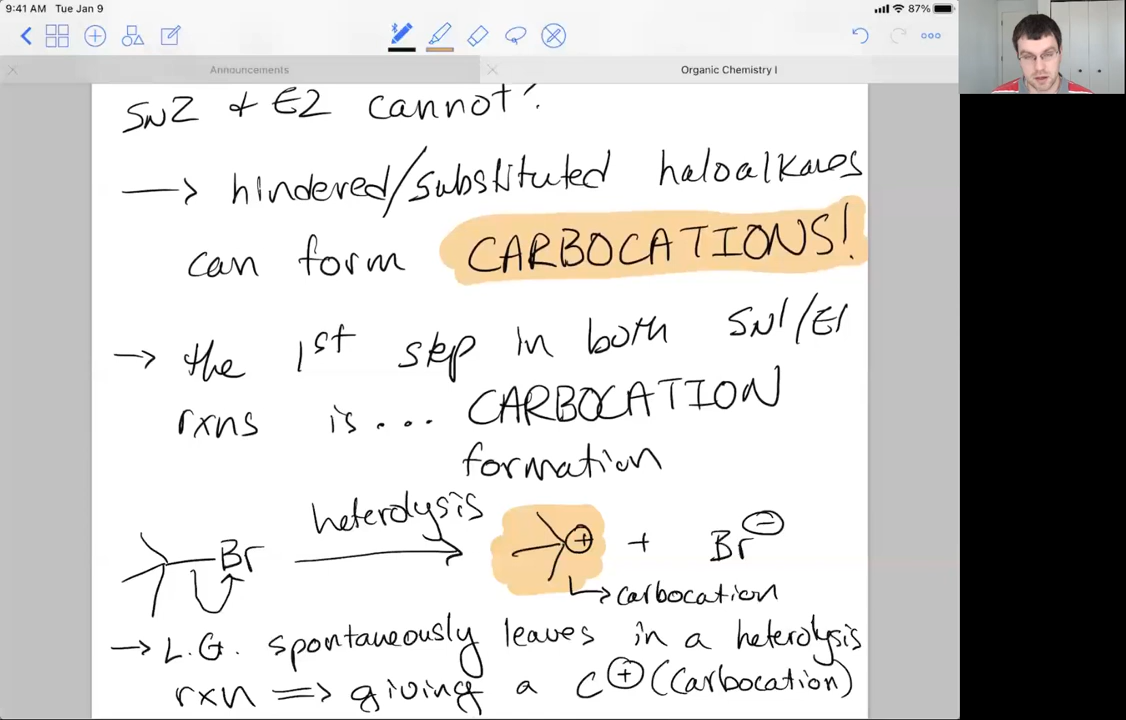 9:41 AM Tue Jan 9
87%
Announcements
Organic Chemistry I
SN2 & E2 cannot?
→ hindered/substituted haloalkanes
can form CARBOCATIONS!
→ the 1st step in both SN1/E1
rxns is... CARBOCATION
formation
heterolysis
Br
⊕ + Br⊖
↳ carbocation
→ L.G. spontaneously leaves in a heterolysis
rxn ⟹ giving a C⊕ (carbocation)